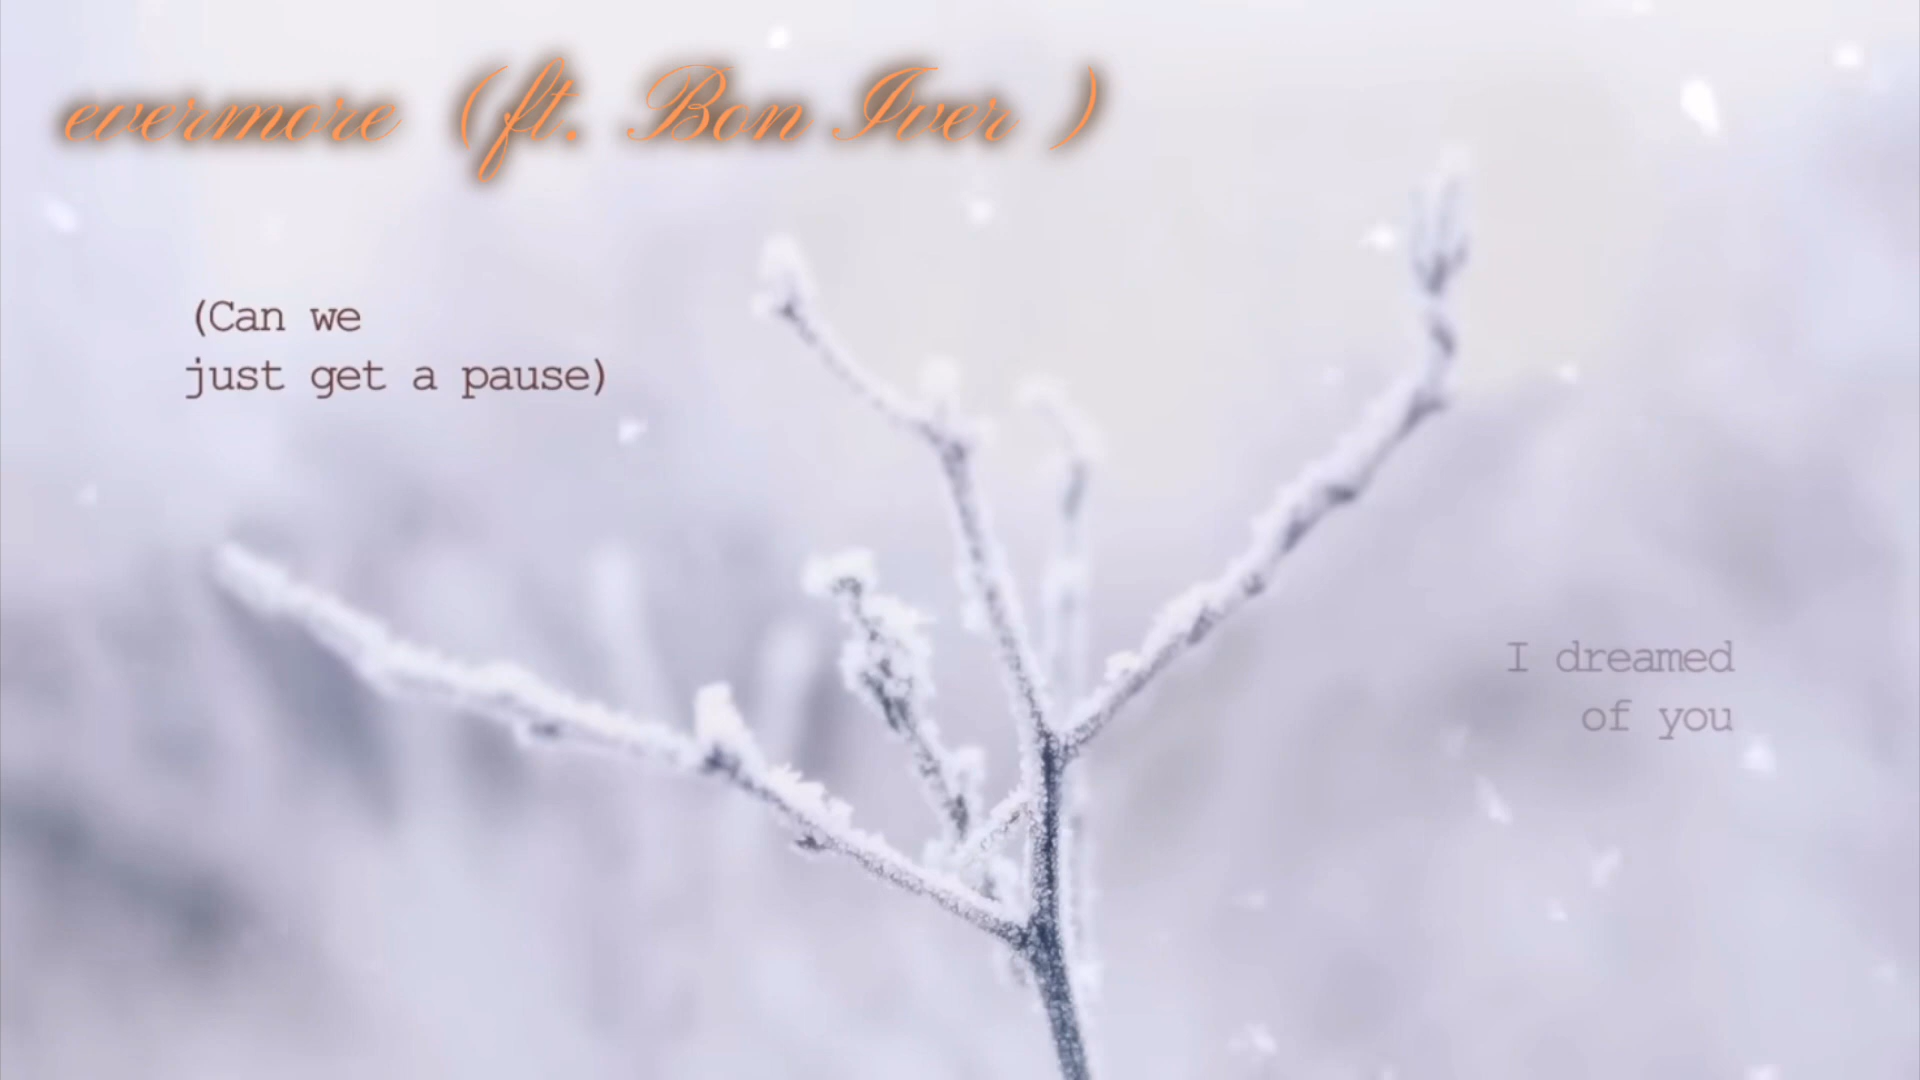 evermore (ft. Bon Iver )
(Can we
just get a pause)
I dreamed
of you